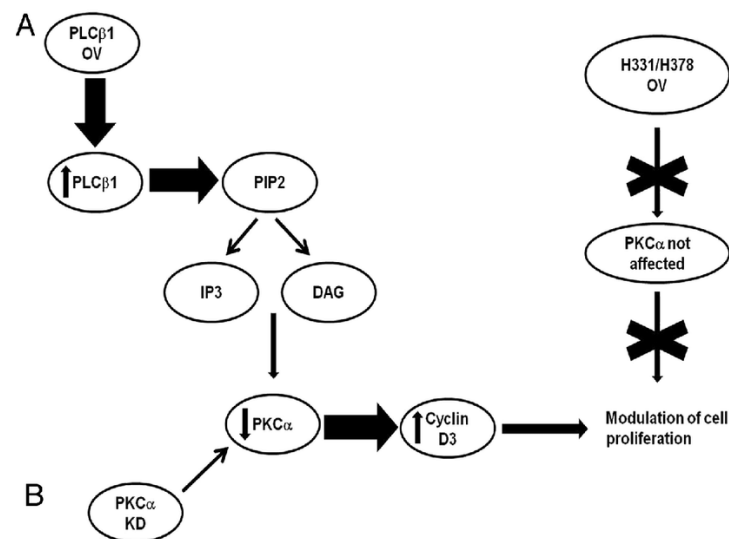 A
PLCβ1
OV
H331/H378
OV
PLCβ1
PIP2
PKCα not
affected
IP3
DAG
PKCα
Cyclin
D3
Modulation of cell
proliferation
B
PKCα
KD